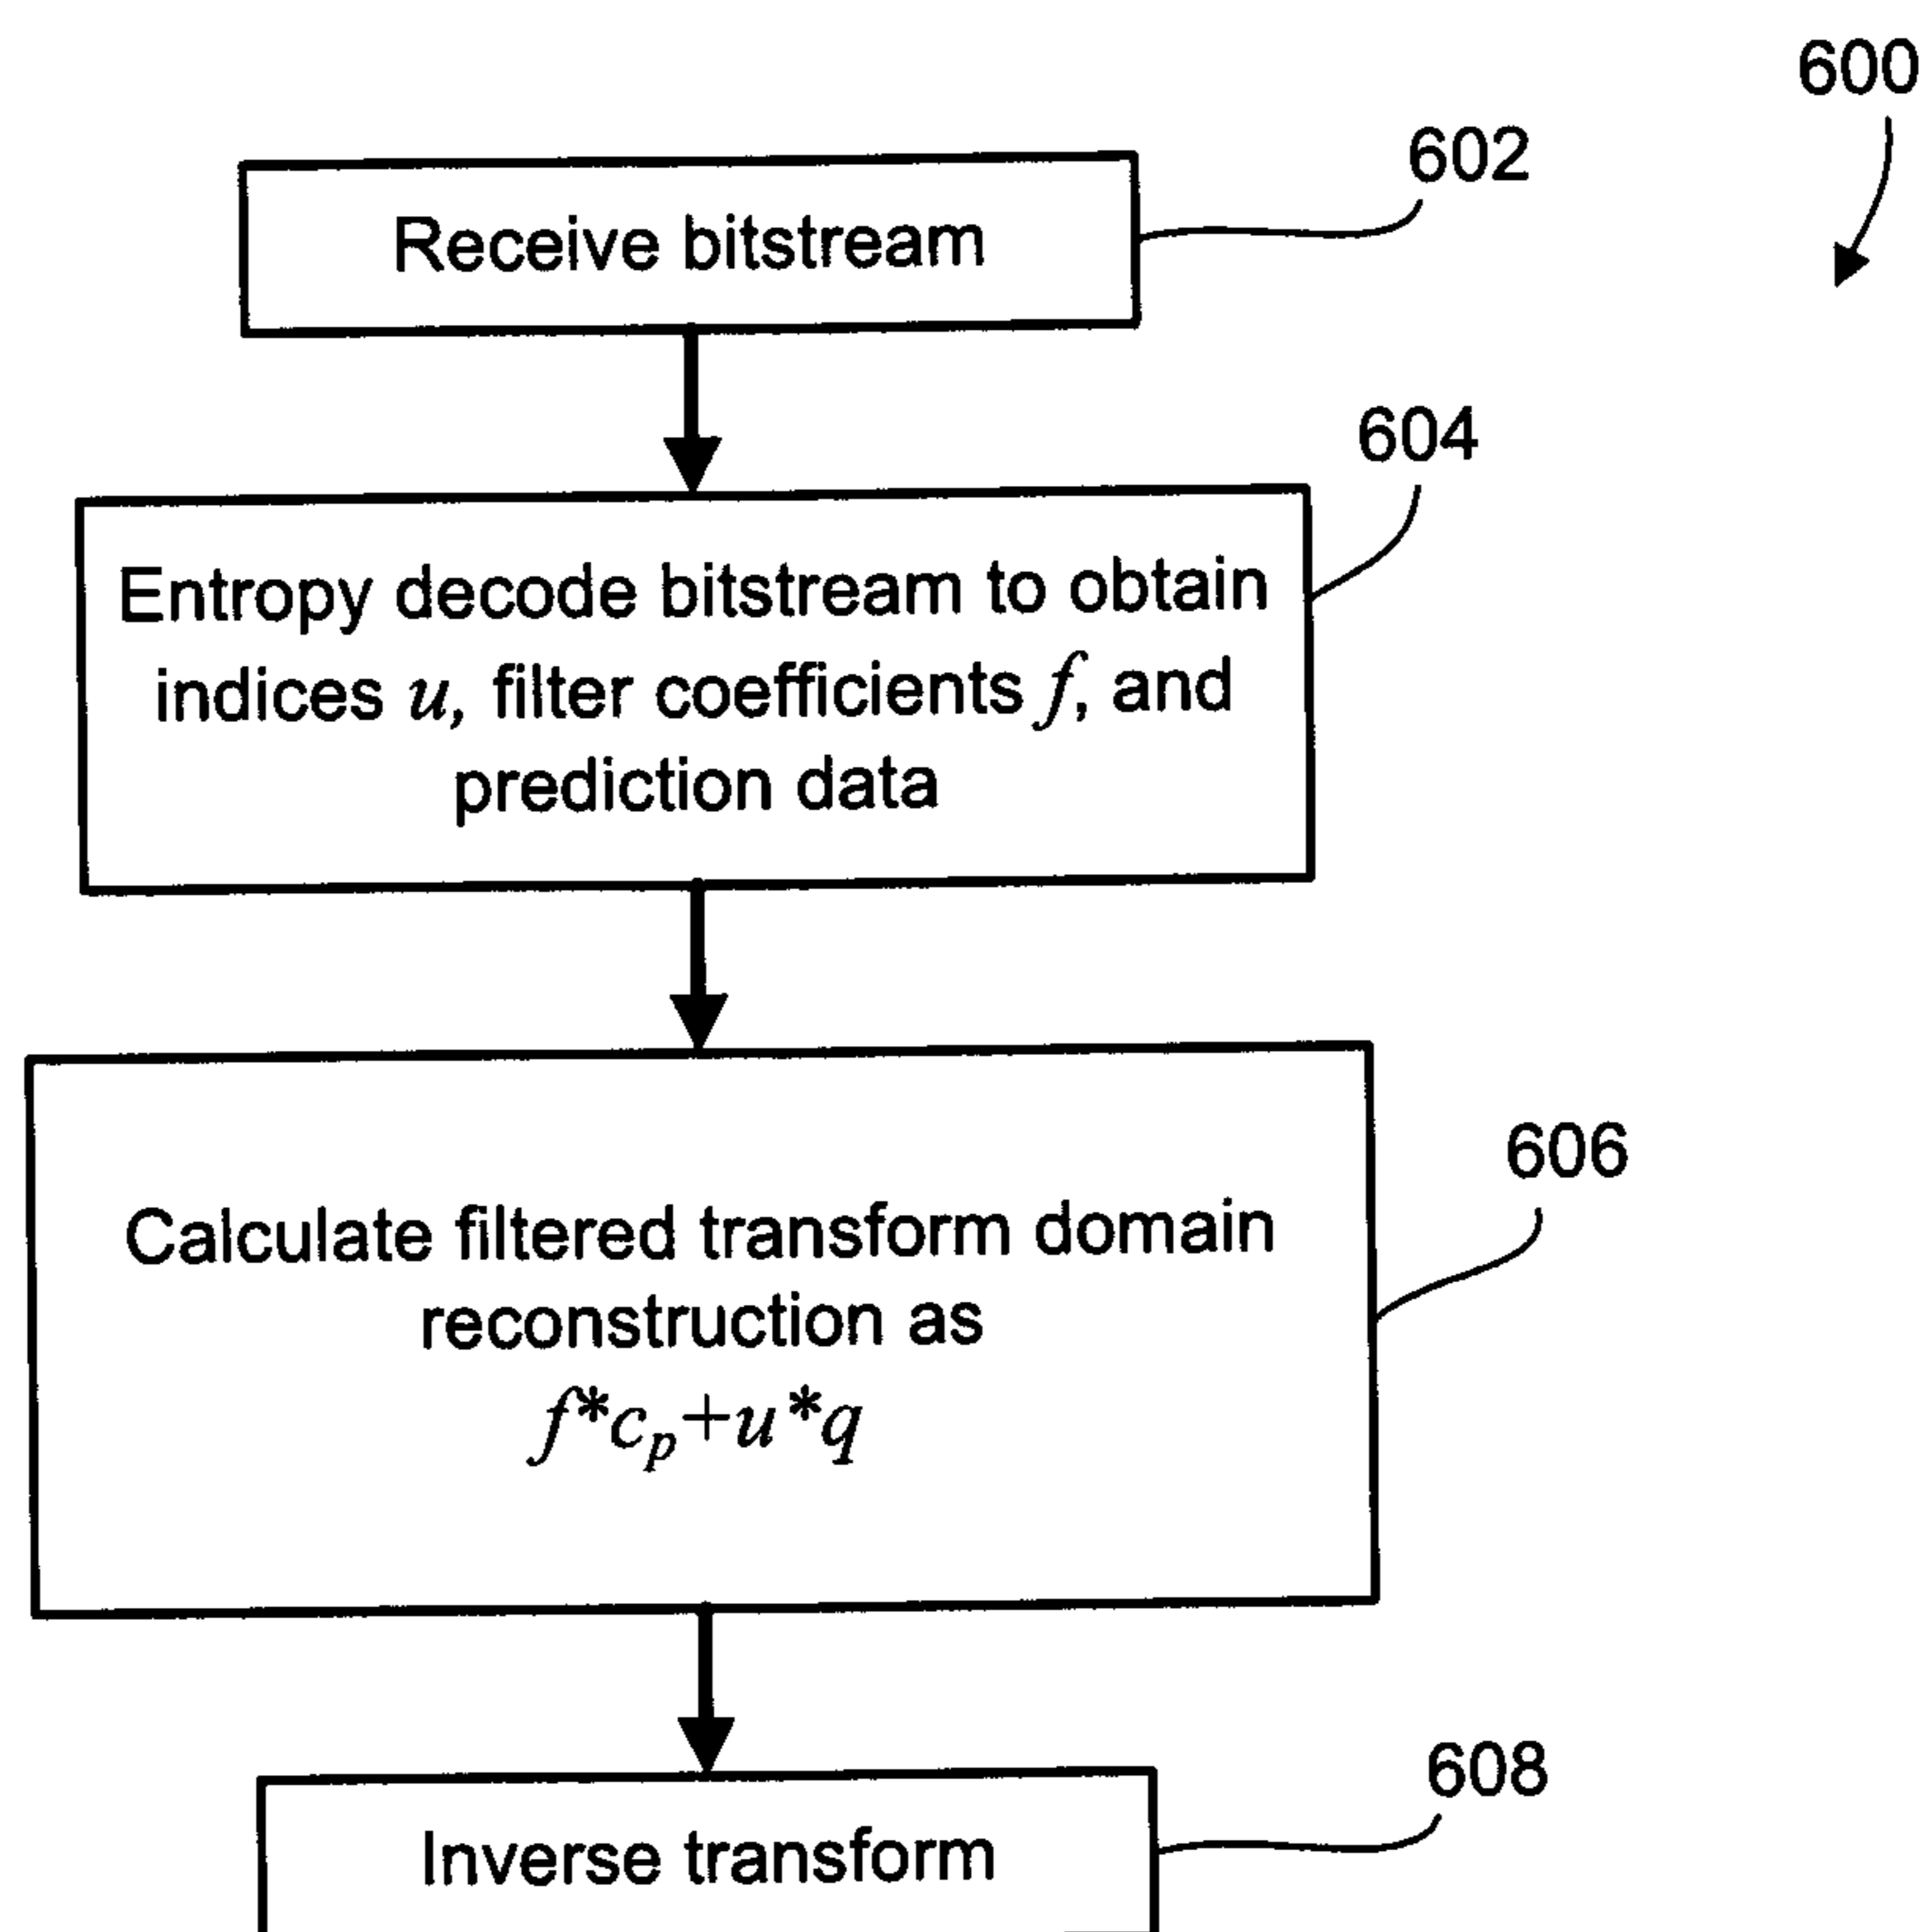 600
602
Receive bitstream
604
Entropy decode bitstream to obtain
indices u, filter coefficients f, and
prediction data
606
Calculate filtered transform domain
reconstruction as
f*c_p+u*q
608
Inverse transform